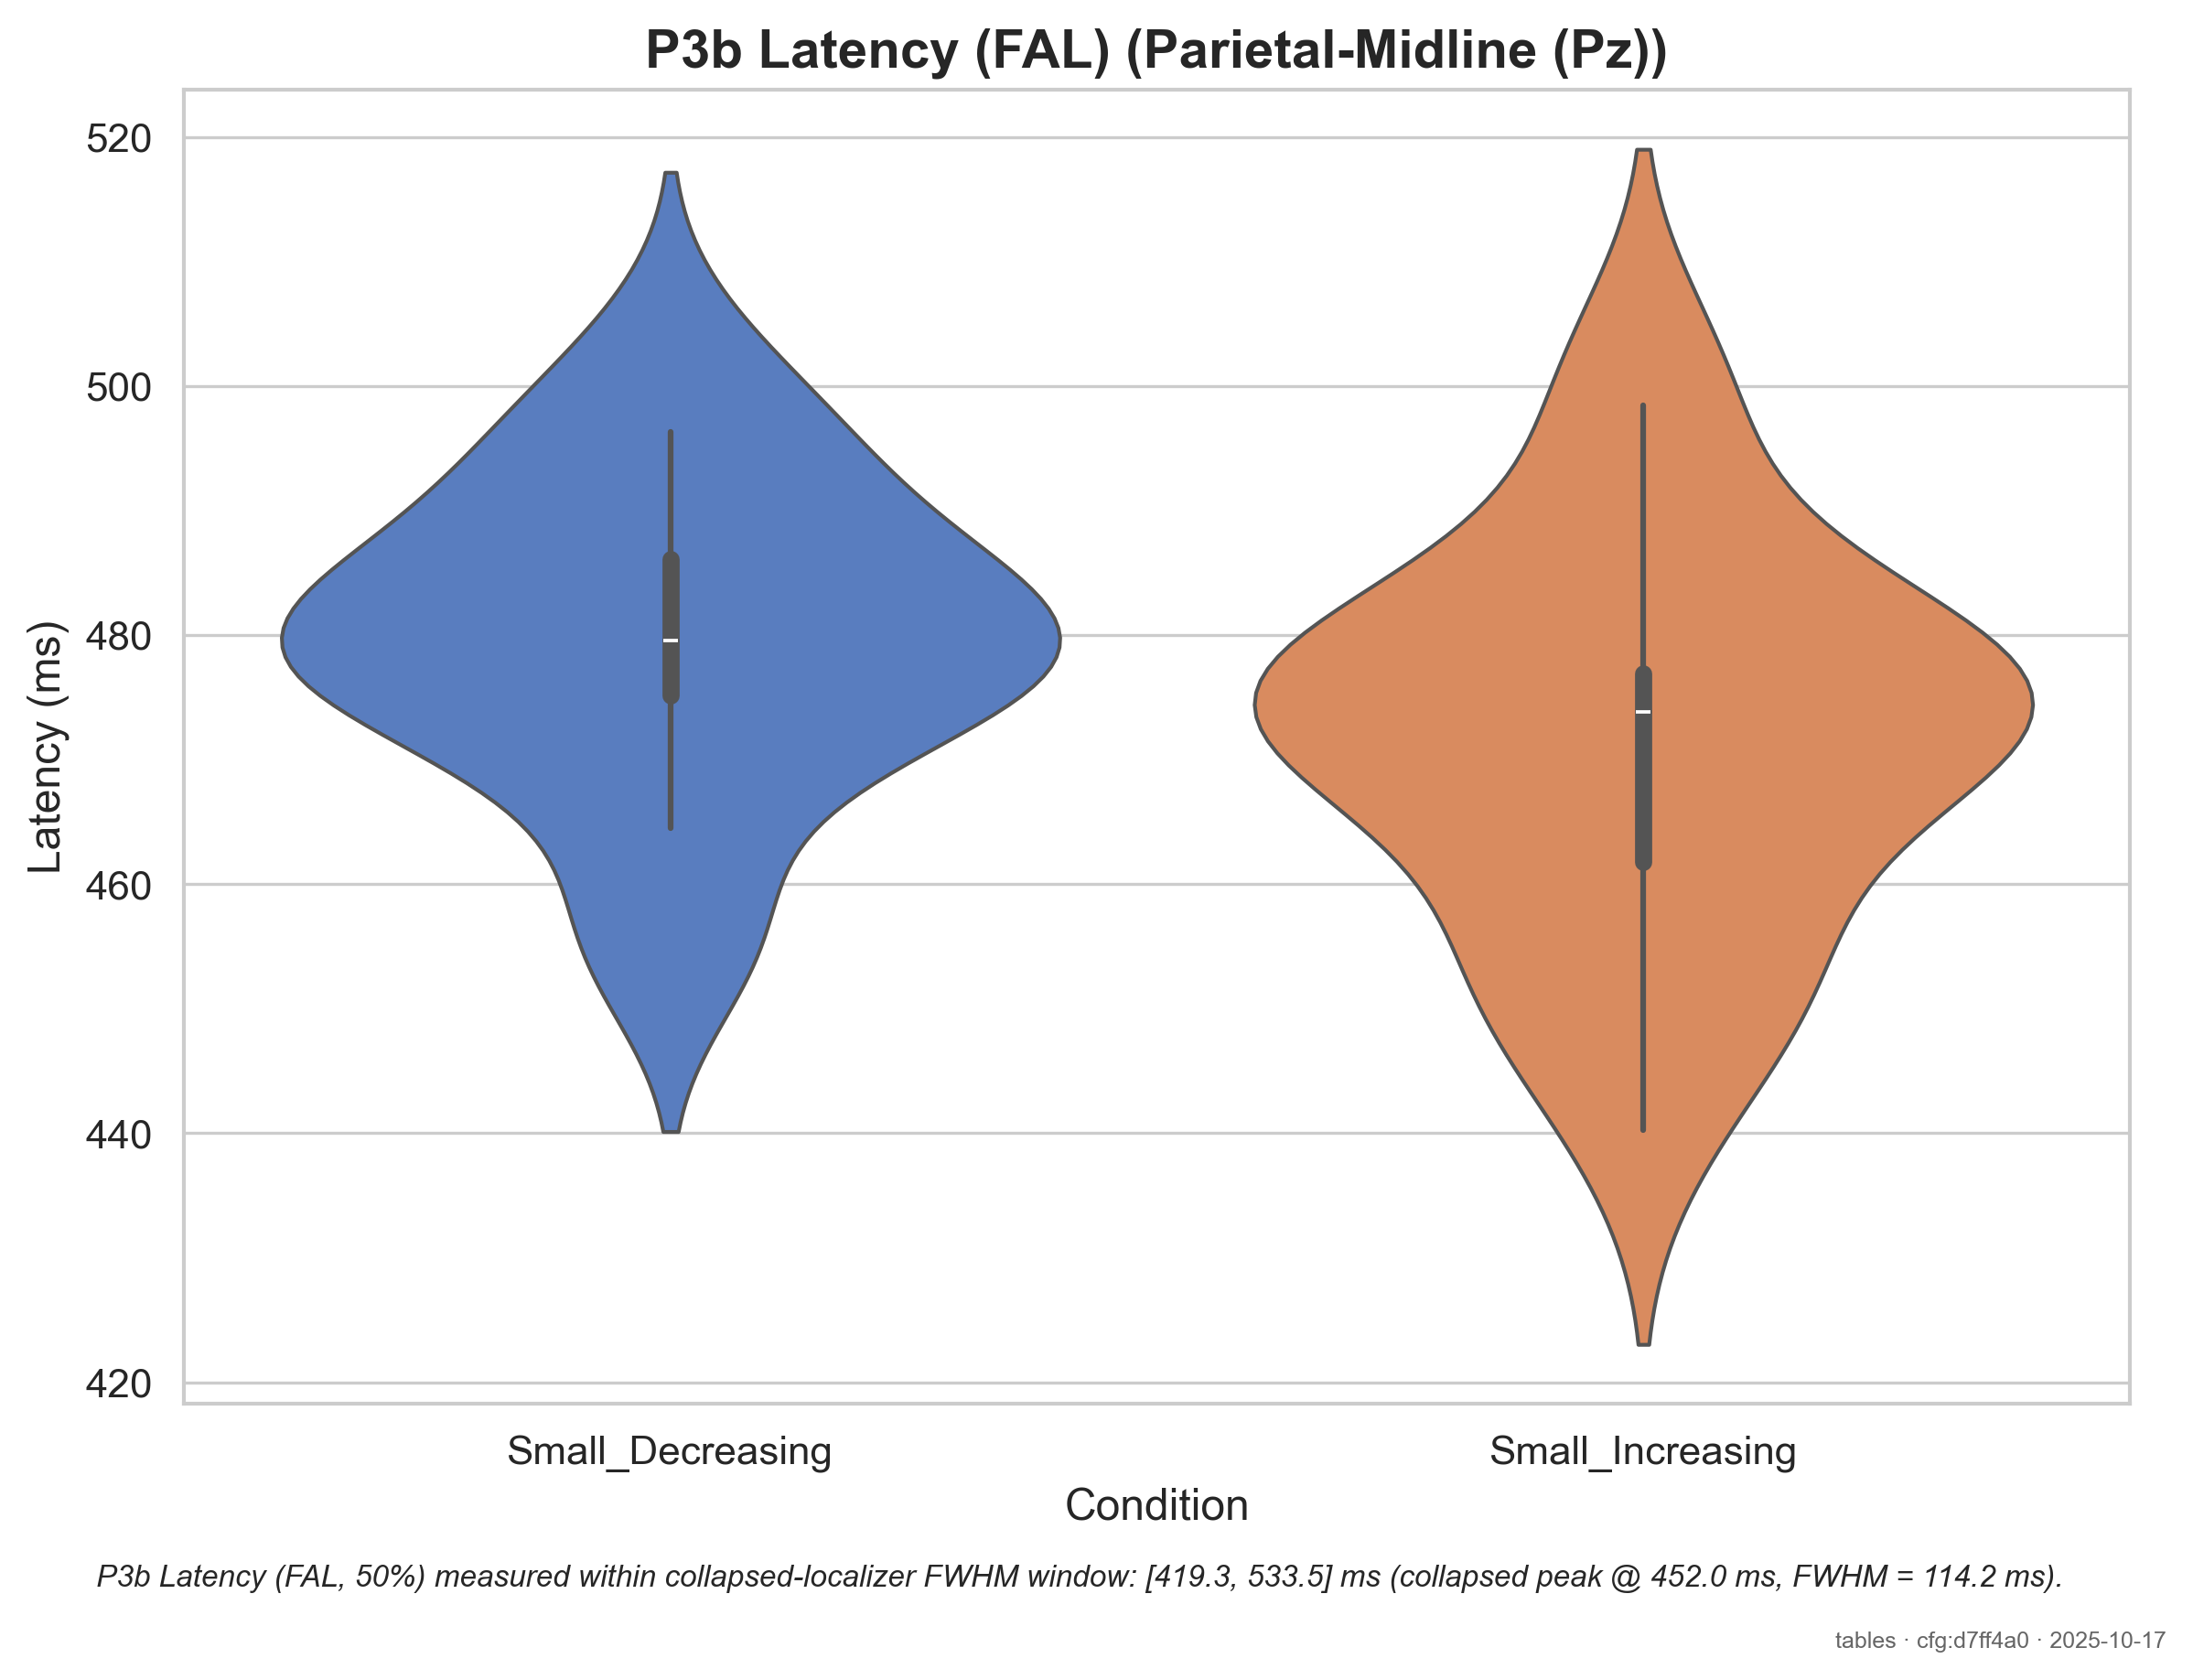 P3b Latency (FAL) (Parietal-Midline (Pz))
520
500
480
460
440
420
Latency (ms)
Small_Decreasing
Small_Increasing
Condition
P3b Latency (FAL, 50%) measured within collapsed-localizer FWHM window: [419.3, 533.5] ms (collapsed peak @ 452.0 ms, FWHM = 114.2 ms).
tables · cfg:d7ff4a0 · 2025-10-17